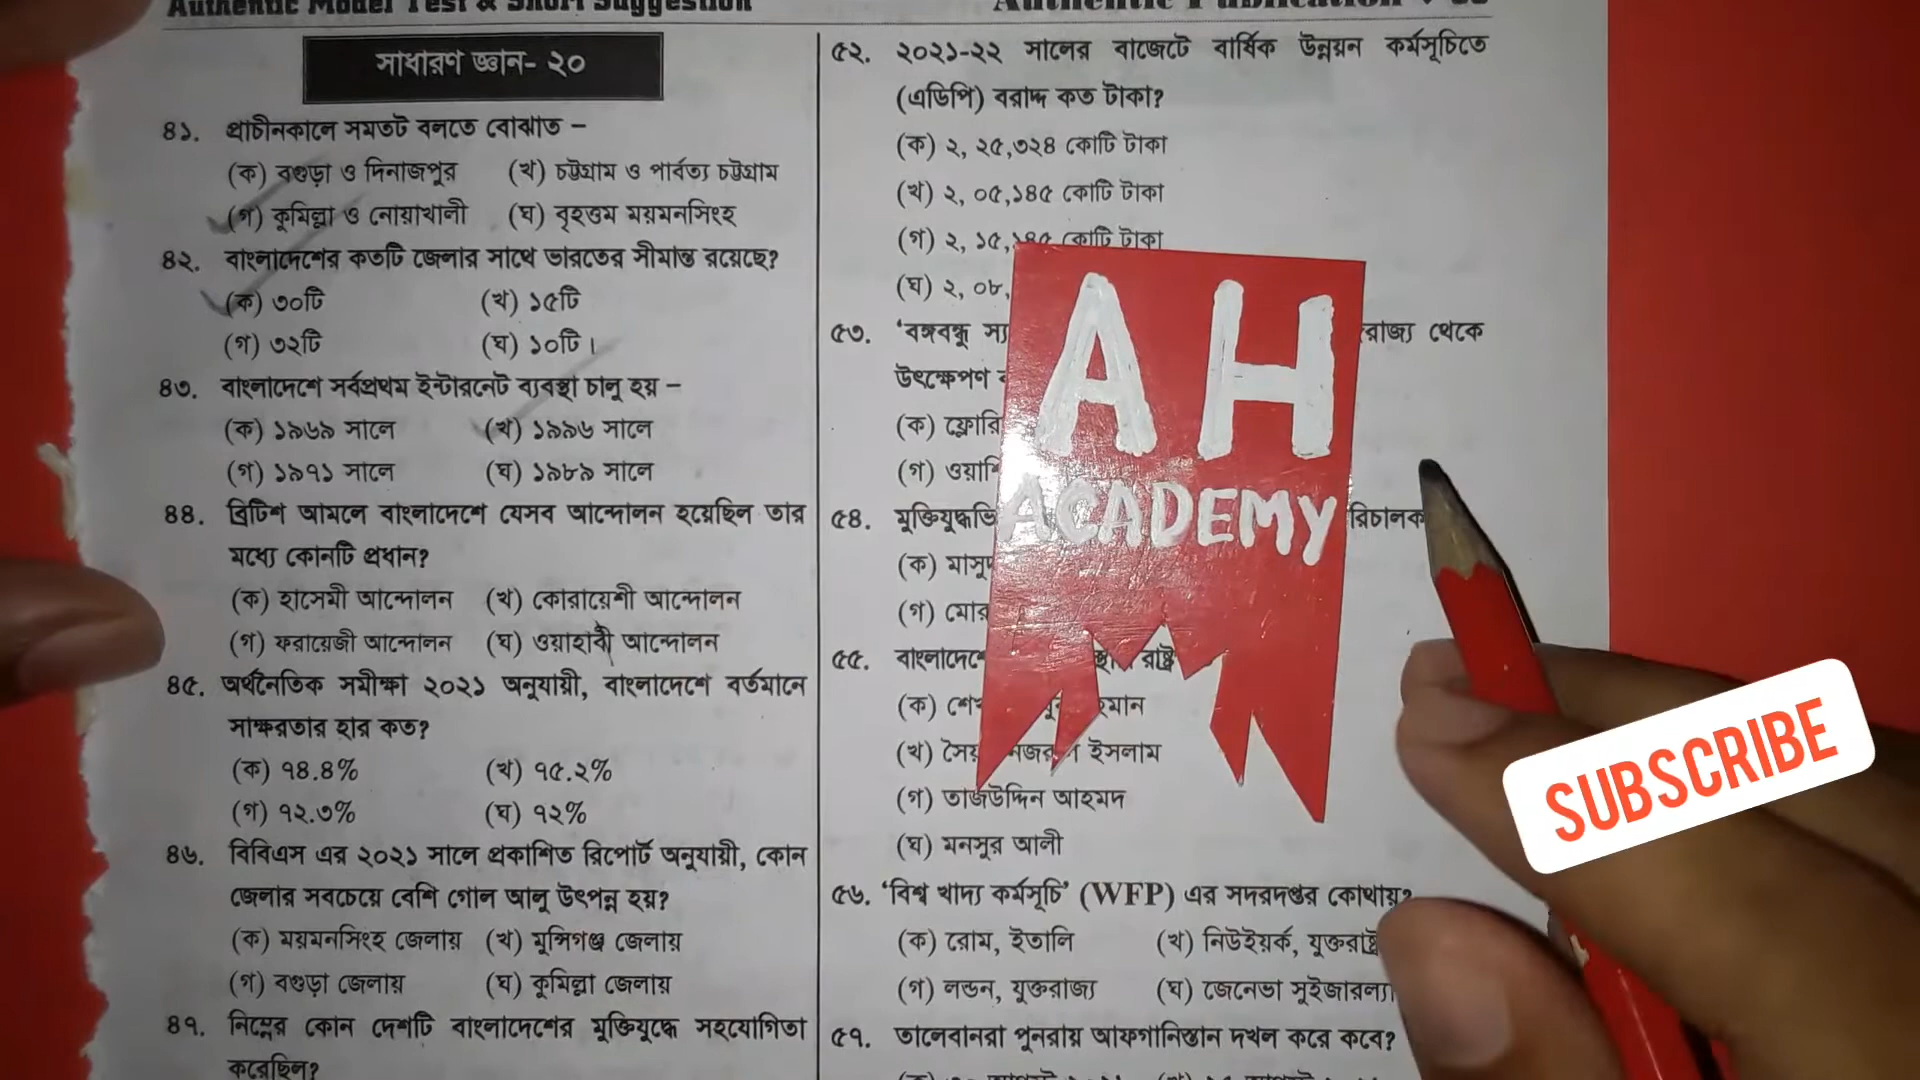 Authentic Model Test & Short Suggestion
Authentic Publication
সাধারণ জ্ঞান- ২০
৪১. প্রাচীনকালে সমতট বলতে বোঝাত –
(ক) বগুড়া ও দিনাজপুর (খ) চট্টগ্রাম ও পার্বত্য চট্টগ্রাম
(গ) কুমিল্লা ও নোয়াখালী (ঘ) বৃহত্তম ময়মনসিংহ
৪২. বাংলাদেশের কতটি জেলার সাথে ভারতের সীমান্ত রয়েছে?
(ক) ৩০টি (খ) ১৫টি
(গ) ৩২টি (ঘ) ১০টি।
৪৩. বাংলাদেশে সর্বপ্রথম ইন্টারনেট ব্যবস্থা চালু হয় –
(ক) ১৯৬৯ সালে (খ) ১৯৯৬ সালে
(গ) ১৯৭১ সালে (ঘ) ১৯৮৯ সালে
৪৪. ব্রিটিশ আমলে বাংলাদেশে যেসব আন্দোলন হয়েছিল তার
মধ্যে কোনটি প্রধান?
(ক) হাসেমী আন্দোলন (খ) কোরায়েশী আন্দোলন
(গ) ফরায়েজী আন্দোলন (ঘ) ওয়াহাবী আন্দোলন
৪৫. অর্থনৈতিক সমীক্ষা ২০২১ অনুযায়ী, বাংলাদেশে বর্তমানে
সাক্ষরতার হার কত?
(ক) ৭৪.৪% (খ) ৭৫.২%
(গ) ৭২.৩% (ঘ) ৭২%
৪৬. বিবিএস এর ২০২১ সালে প্রকাশিত রিপোর্ট অনুযায়ী, কোন
জেলার সবচেয়ে বেশি গোল আলু উৎপন্ন হয়?
(ক) ময়মনসিংহ জেলায় (খ) মুন্সিগঞ্জ জেলায়
(গ) বগুড়া জেলায় (ঘ) কুমিল্লা জেলায়
৪৭. নিম্নের কোন দেশটি বাংলাদেশের মুক্তিযুদ্ধে সহযোগিতা
করেছিল?
৫২. ২০২১-২২ সালের বাজেটে বার্ষিক উন্নয়ন কর্মসূচিতে
(এডিপি) বরাদ্দ কত টাকা?
(ক) ২, ২৫,৩২৪ কোটি টাকা
(খ) ২, ০৫,১৪৫ কোটি টাকা
(গ) ২, ১৫,১৪৫ কোটি টাকা
(ঘ) ২, ০৮,
৫৩. ‘বঙ্গবন্ধু থেকে
উৎক্ষেপণ
(ক)
(গ)
৫৪.
(ক)
(গ)
৫৫.
(ক)
(খ) ইসলাম
(গ) তাজউদ্দিন আহমদ
(ঘ) মনসুর আলী
৫৬. ‘বিশ্ব খাদ্য কর্মসূচি’ (WFP) এর সদরদপ্তর কোথায়?
(ক) রোম, ইতালি (খ) নিউইয়র্ক, যুক্তরাষ্ট্র
(গ) লন্ডন, যুক্তরাজ্য (ঘ) জেনেভা
৫৭. তালেবানরা পুনরায় আফগানিস্তান দখল করে কবে?
AH
ACADEMY
SUBSCRIBE